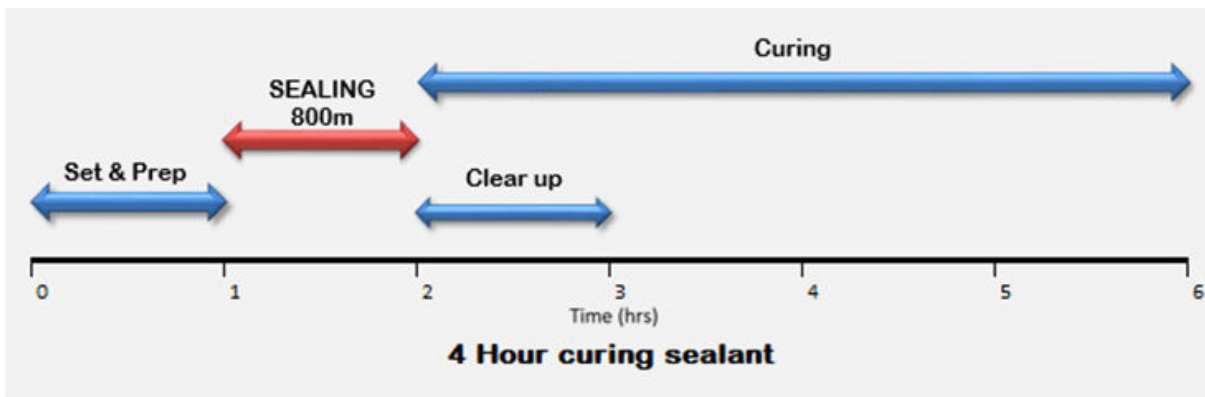 Curing
SEALING
800m
Set & Prep
Clear up
0 1 2 3 4 5 6
Time (hrs)
4 Hour curing sealant